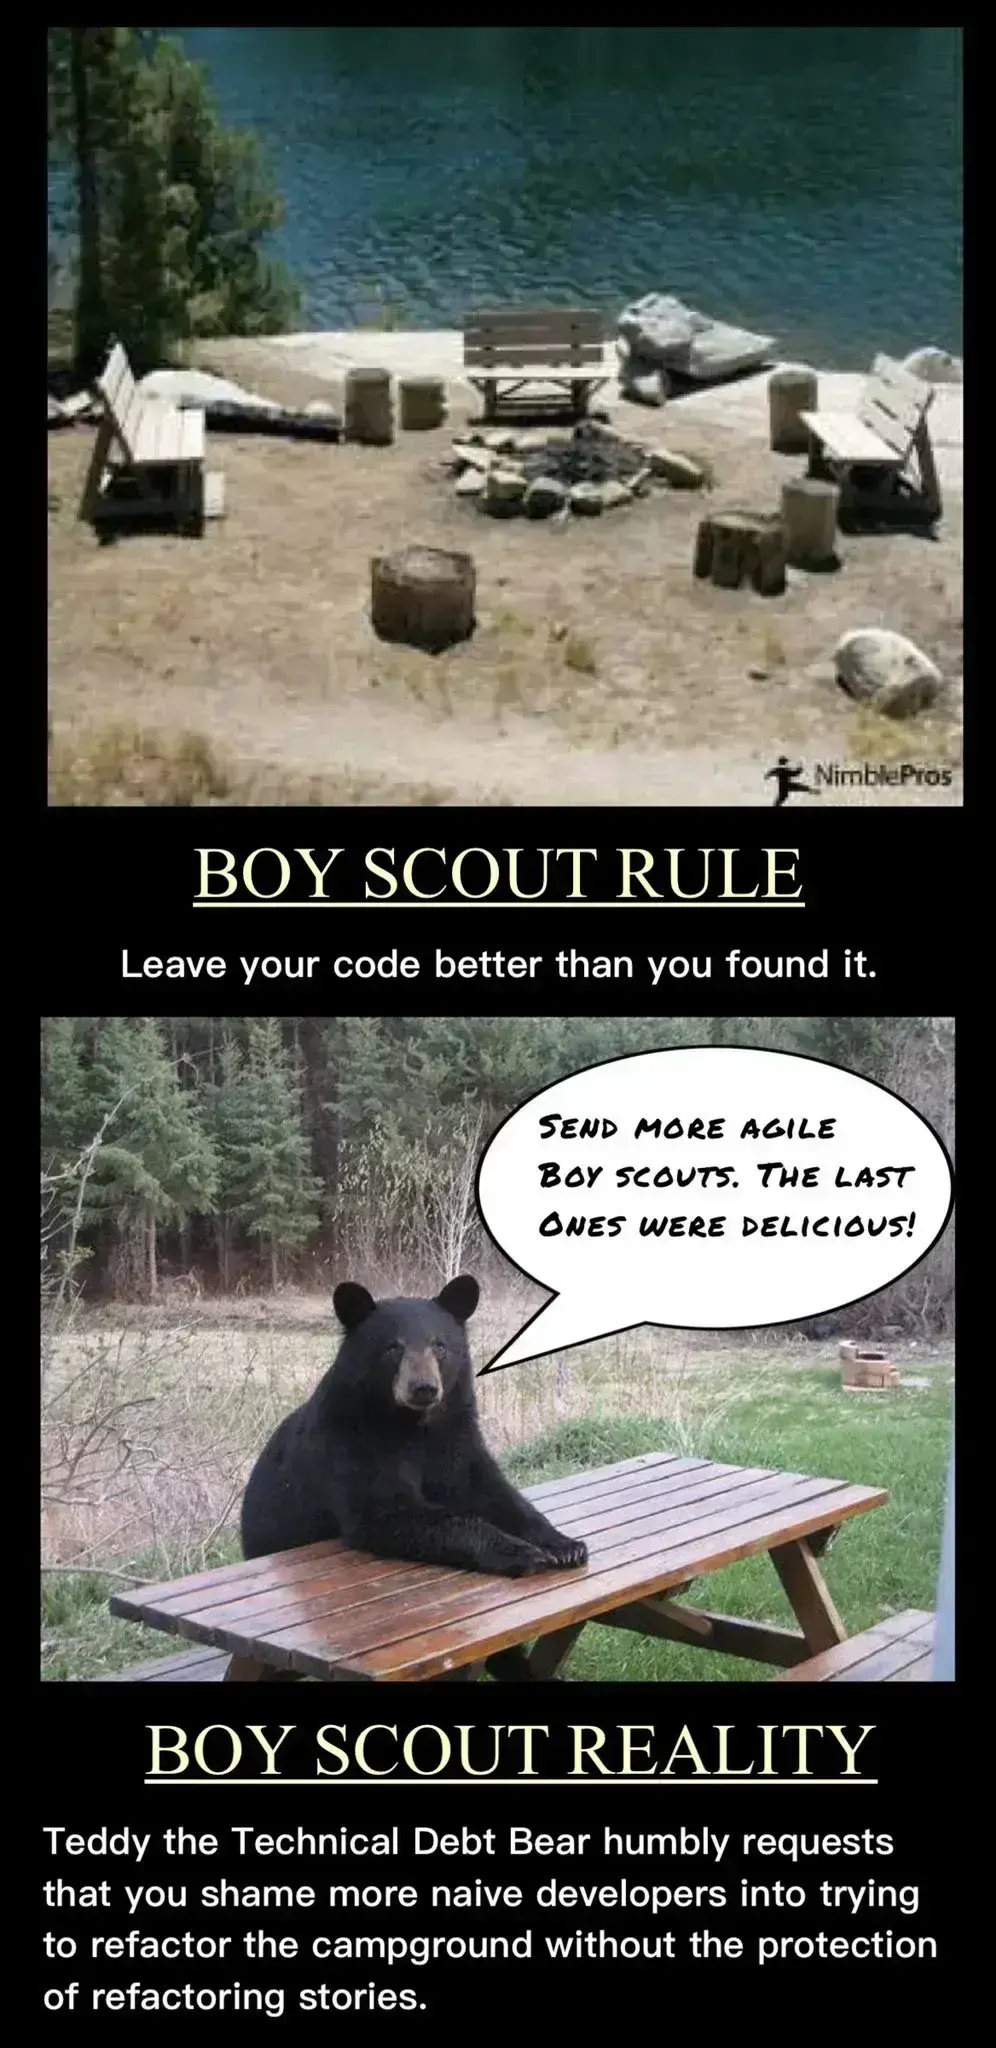 NimblePros
BOY SCOUT RULE
Leave your code better than you found it.
SEND MORE AGILE
BOY SCOUTS. THE LAST
ONES WERE DELICIOUS!
BOY SCOUT REALITY
Teddy the Technical Debt Bear humbly requests
that you shame more naive developers into trying
to refactor the campground without the protection
of refactoring stories.